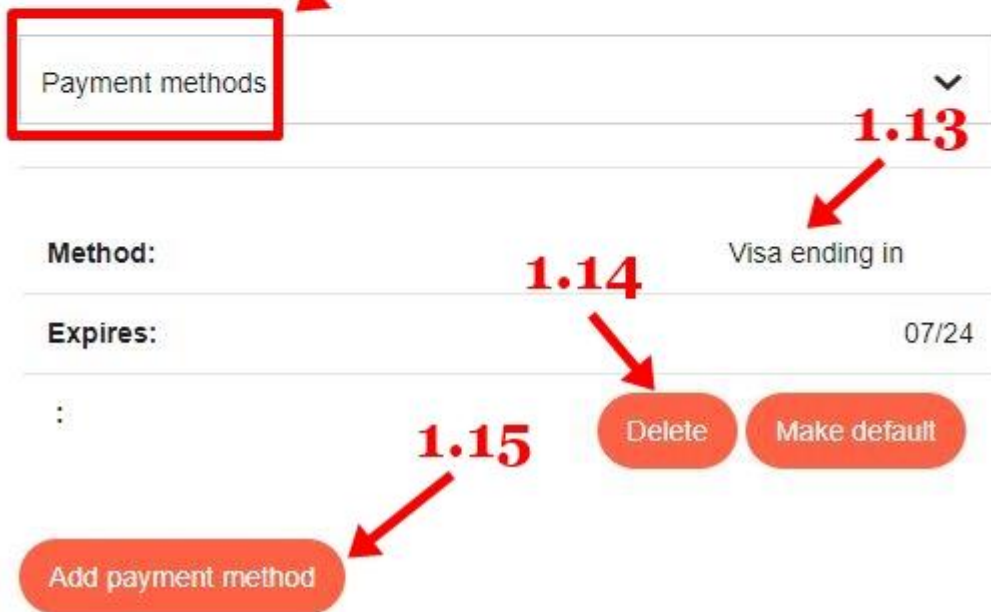 Payment methods
1.13
Method: Visa ending in
1.14
Expires: 07/24
: Delete Make default
1.15
Add payment method